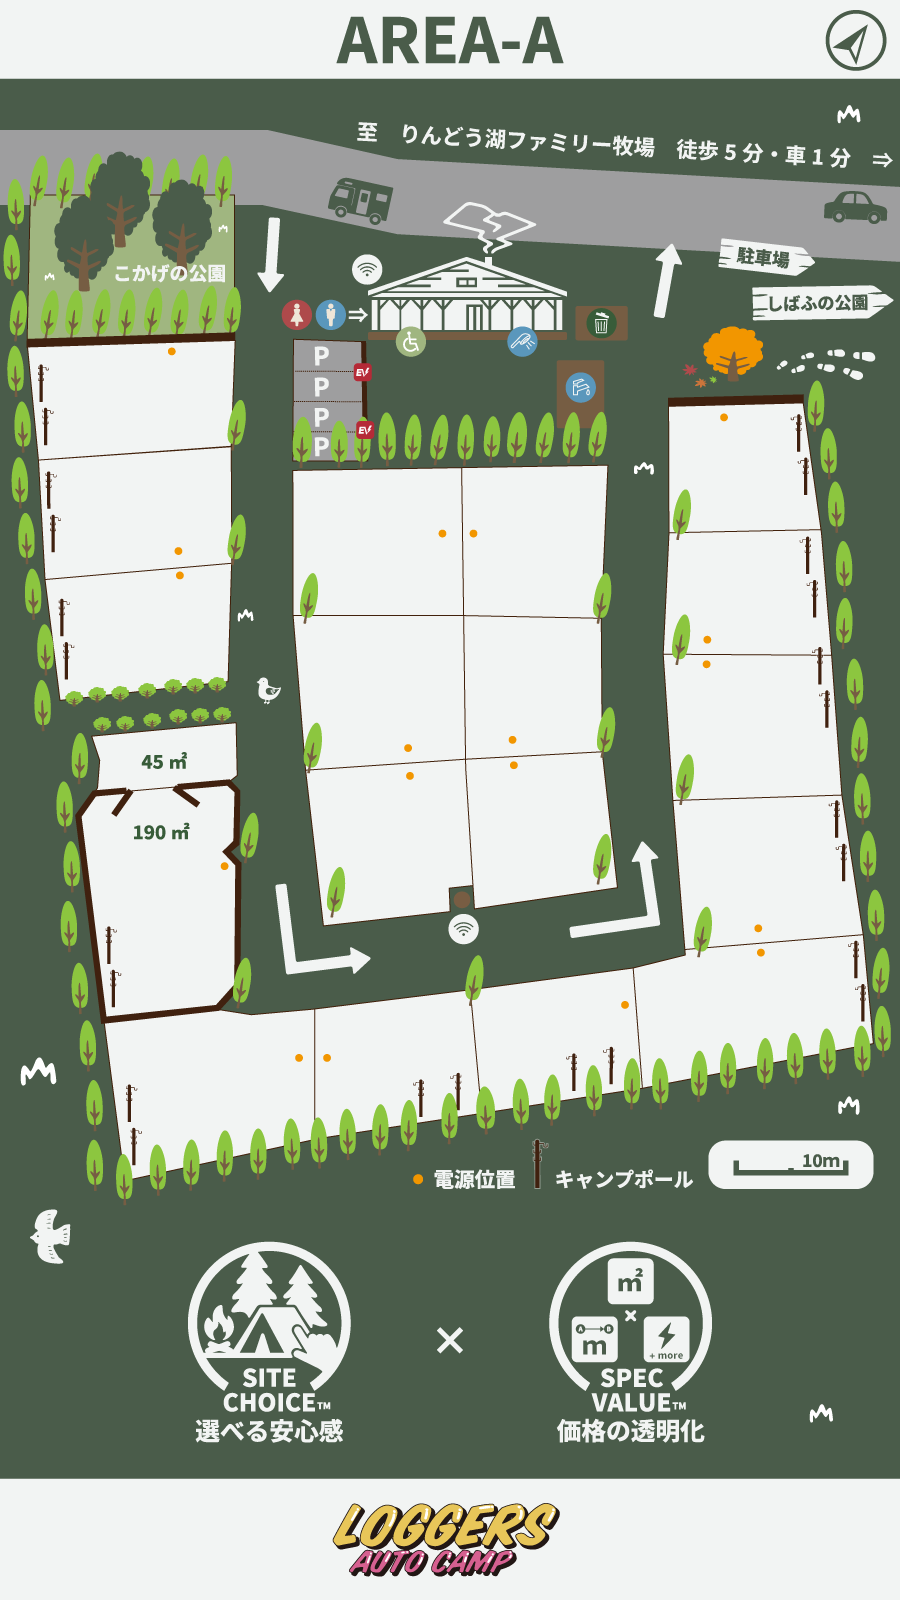 AREA-A
至　りんどう湖ファミリー牧場　徒歩 5 分・車 1 分　⇒
こかげの公園
駐車場
しばふの公園
⇒
P
EV
P
P
EV
P
45 ㎡
190 ㎡
電源位置
キャンプポール
10m
m²
×
A B
m
+ more
SITE
CHOICE™
選べる安心感
×
SPEC
VALUE™
価格の透明化
LOGGERS
AUTO CAMP